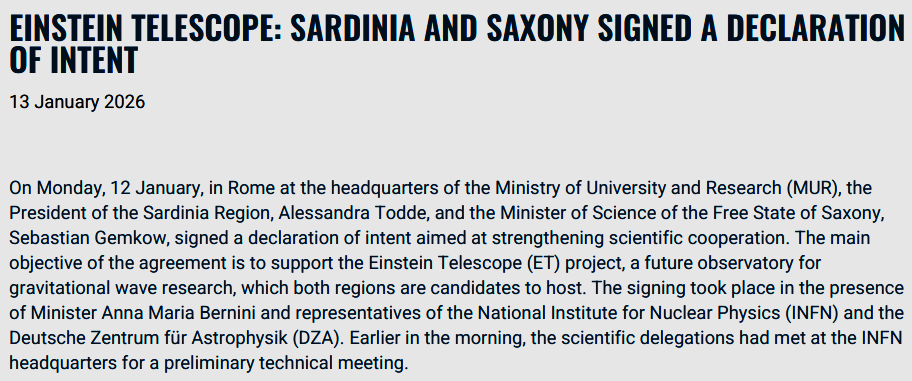 EINSTEIN TELESCOPE: SARDINIA AND SAXONY SIGNED A DECLARATION
OF INTENT
13 January 2026
On Monday, 12 January, in Rome at the headquarters of the Ministry of University and Research (MUR), the
President of the Sardinia Region, Alessandra Todde, and the Minister of Science of the Free State of Saxony,
Sebastian Gemkow, signed a declaration of intent aimed at strengthening scientific cooperation. The main
objective of the agreement is to support the Einstein Telescope (ET) project, a future observatory for
gravitational wave research, which both regions are candidates to host. The signing took place in the presence
of Minister Anna Maria Bernini and representatives of the National Institute for Nuclear Physics (INFN) and the
Deutsche Zentrum für Astrophysik (DZA). Earlier in the morning, the scientific delegations had met at the INFN
headquarters for a preliminary technical meeting.